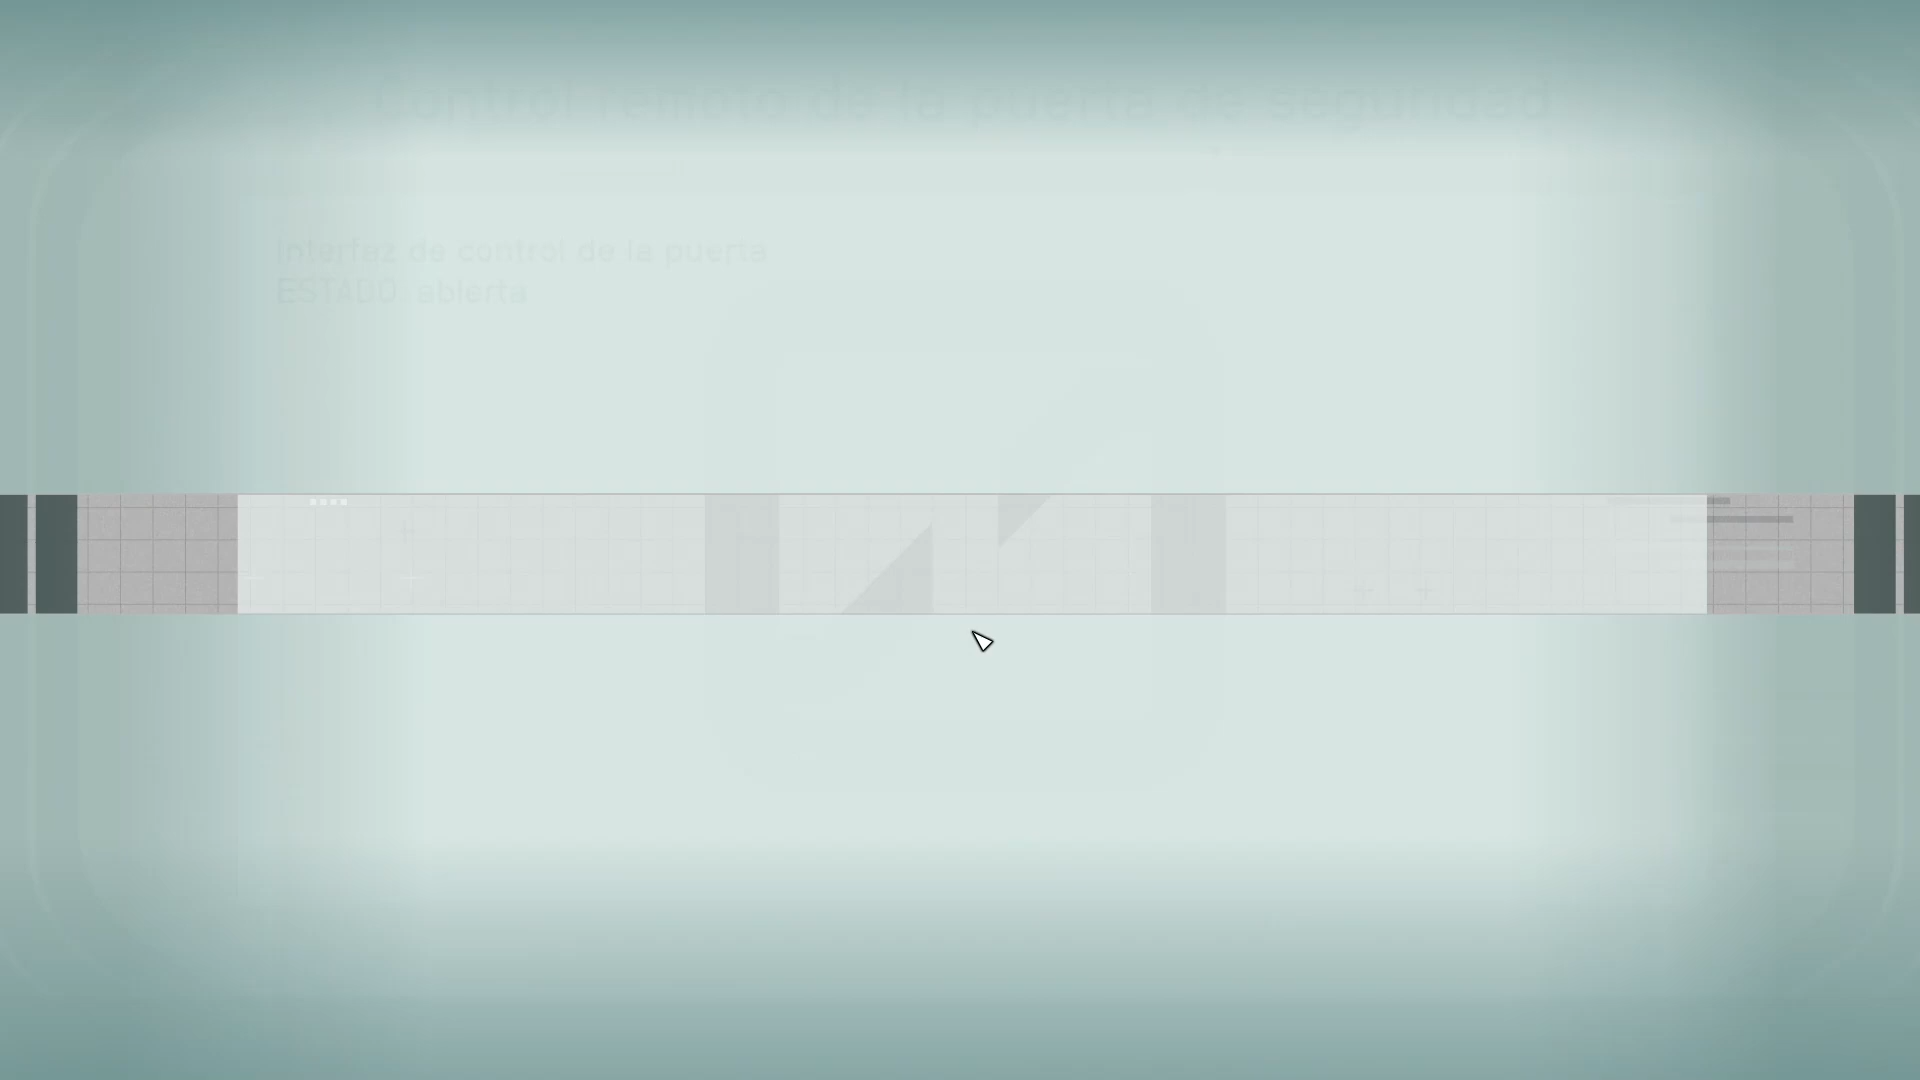 Control remoto de la puerta de seguridad
Interfaz de control de la puerta
ESTADO: abierta